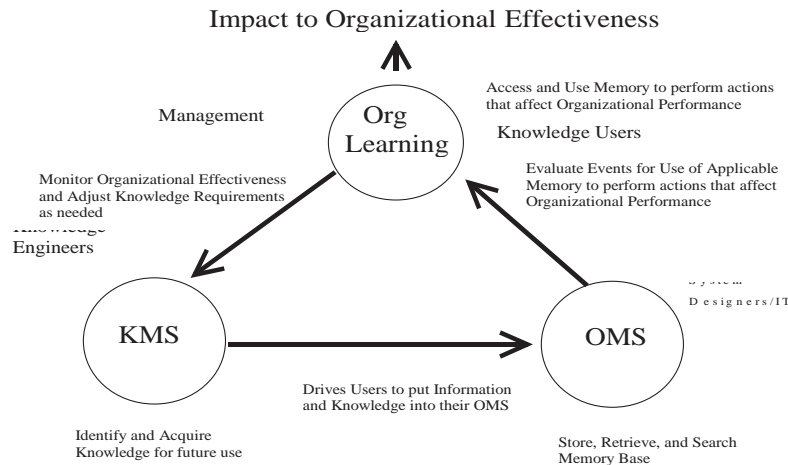 Impact to Organizational Effectiveness
Access and Use Memory to perform actions
that affect Organizational Performance
Management
Org
Learning
Knowledge Users
Evaluate Events for Use of Applicable
Memory to perform actions that affect
Organizational Performance
Monitor Organizational Effectiveness
and Adjust Knowledge Requirements
as needed
Engineers
Designers/IT
KMS
OMS
Drives Users to put Information
and Knowledge into their OMS
Identify and Acquire
Knowledge for future use
Store, Retrieve, and Search
Memory Base